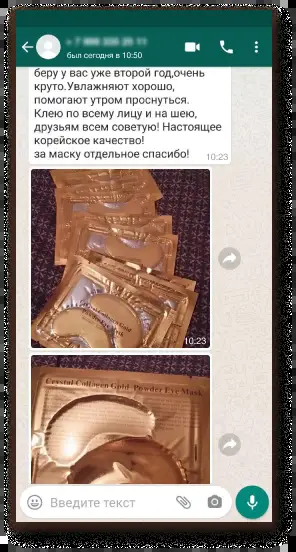 был сегодня в 10:50
беру у вас уже второй год,очень
круто.Увлажняют хорошо,
помогают утром проснуться.
Клею по всему лицу и на шею,
друзьям всем советую! Настоящее
корейское качество!
за маску отдельное спасибо!
10:23
10:23
Crystal Collagen Gold Powder Eye Mask
Введите текст